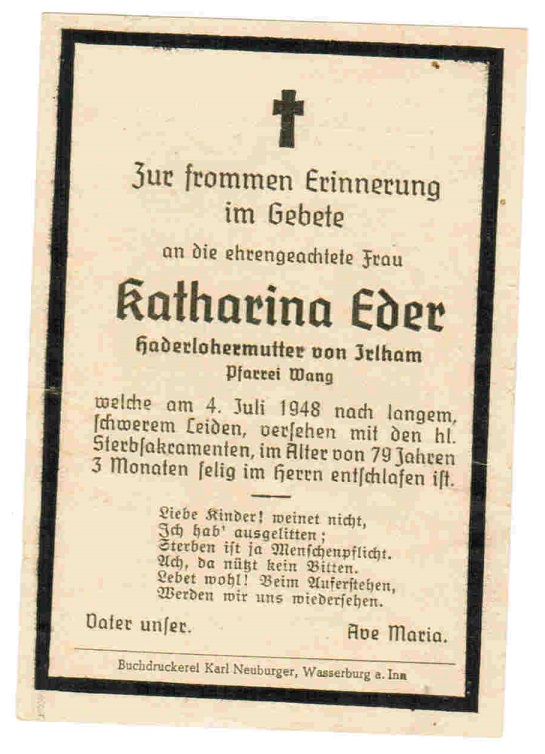 Zur frommen Erinnerung
im Gebete
an die ehrengeachtete Frau
Katharina Eder
Haderlohermutter von Irlham
Pfarrei Wang
welche am 4. Juli 1948 nach langem,
schwerem Leiden, versehen mit den hl.
Sterbsakramenten, im Alter von 79 Jahren
3 Monaten selig im Herrn entschlafen ist.
Liebe Kinder! weinet nicht,
Ich hab' ausgelitten;
Sterben ist ja Menschenpflicht.
Ach, da nützt kein Bitten.
Lebet wohl! Beim Auferstehen,
Werden wir uns wiedersehen.
Vater unser. Ave Maria.
Buchdruckerei Karl Neuburger, Wasserburg a. Inn